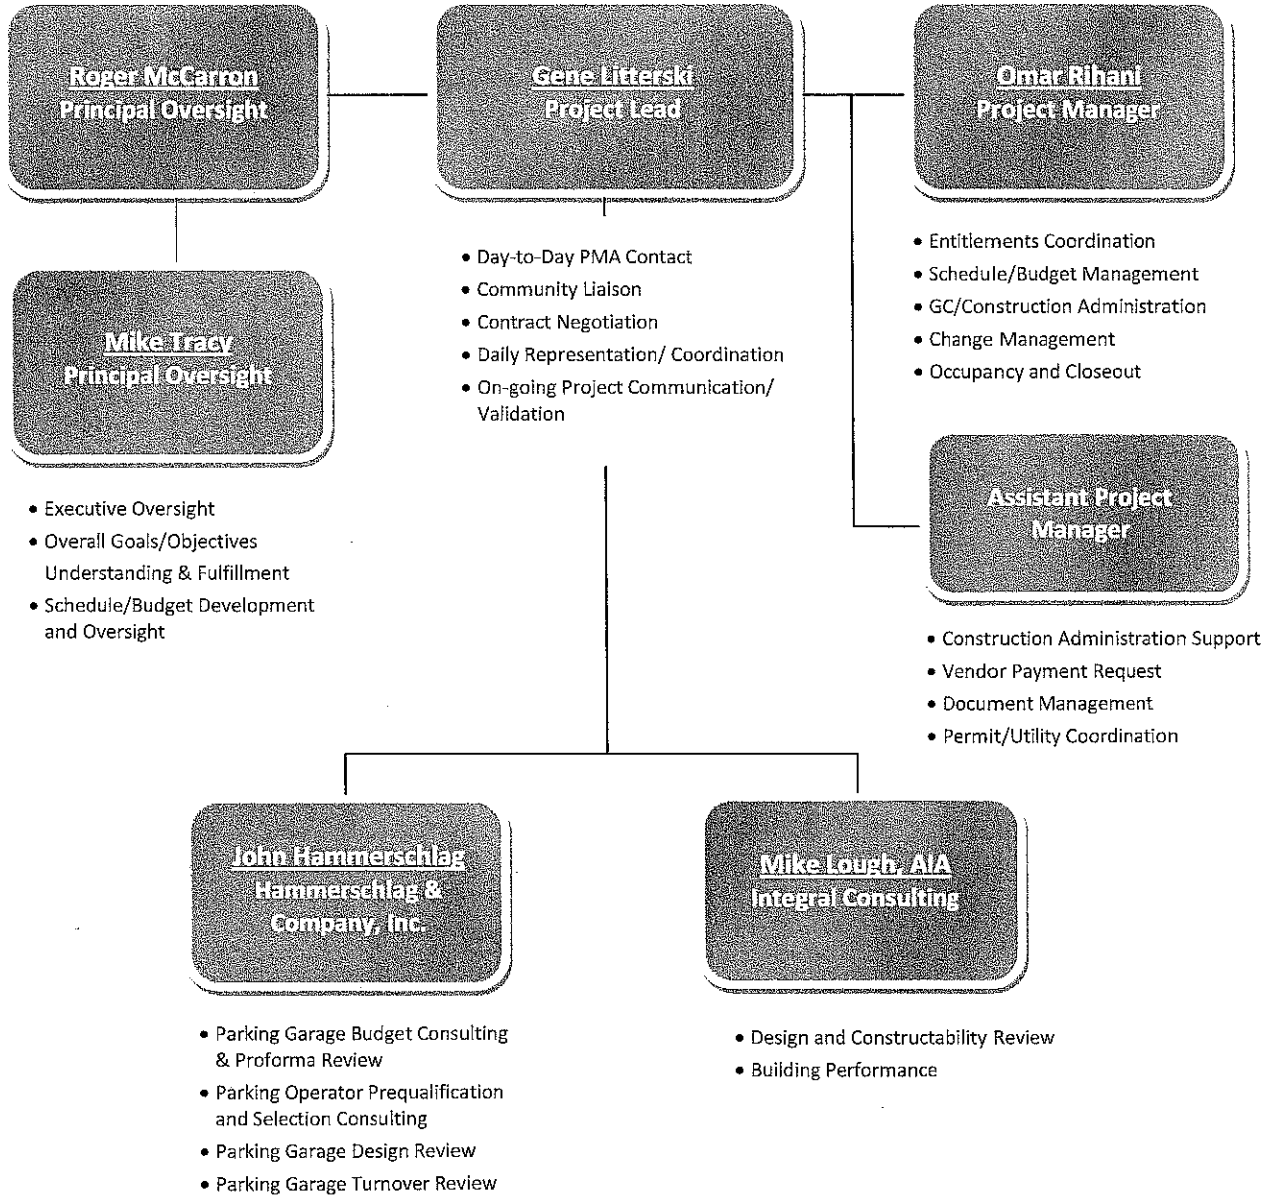 Roger McCarron
Principal Oversight
Gene Litterski
Project Lead
Omar Rihani
Project Manager
• Day-to-Day PMA Contact
• Community Liaison
• Contract Negotiation
• Daily Representation/ Coordination
• On-going Project Communication/
Validation
• Entitlements Coordination
• Schedule/Budget Management
• GC/Construction Administration
• Change Management
• Occupancy and Closeout
Mike Tracy
Principal Oversight
• Executive Oversight
• Overall Goals/Objectives
Understanding & Fulfillment
• Schedule/Budget Development
and Oversight
Assistant Project
Manager
• Construction Administration Support
• Vendor Payment Request
• Document Management
• Permit/Utility Coordination
John Hammerschlag
Hammerschlag &
Company, Inc.
• Parking Garage Budget Consulting
& Proforma Review
• Parking Operator Prequalification
and Selection Consulting
• Parking Garage Design Review
• Parking Garage Turnover Review
Mike Lough, AIA
Integral Consulting
• Design and Constructability Review
• Building Performance